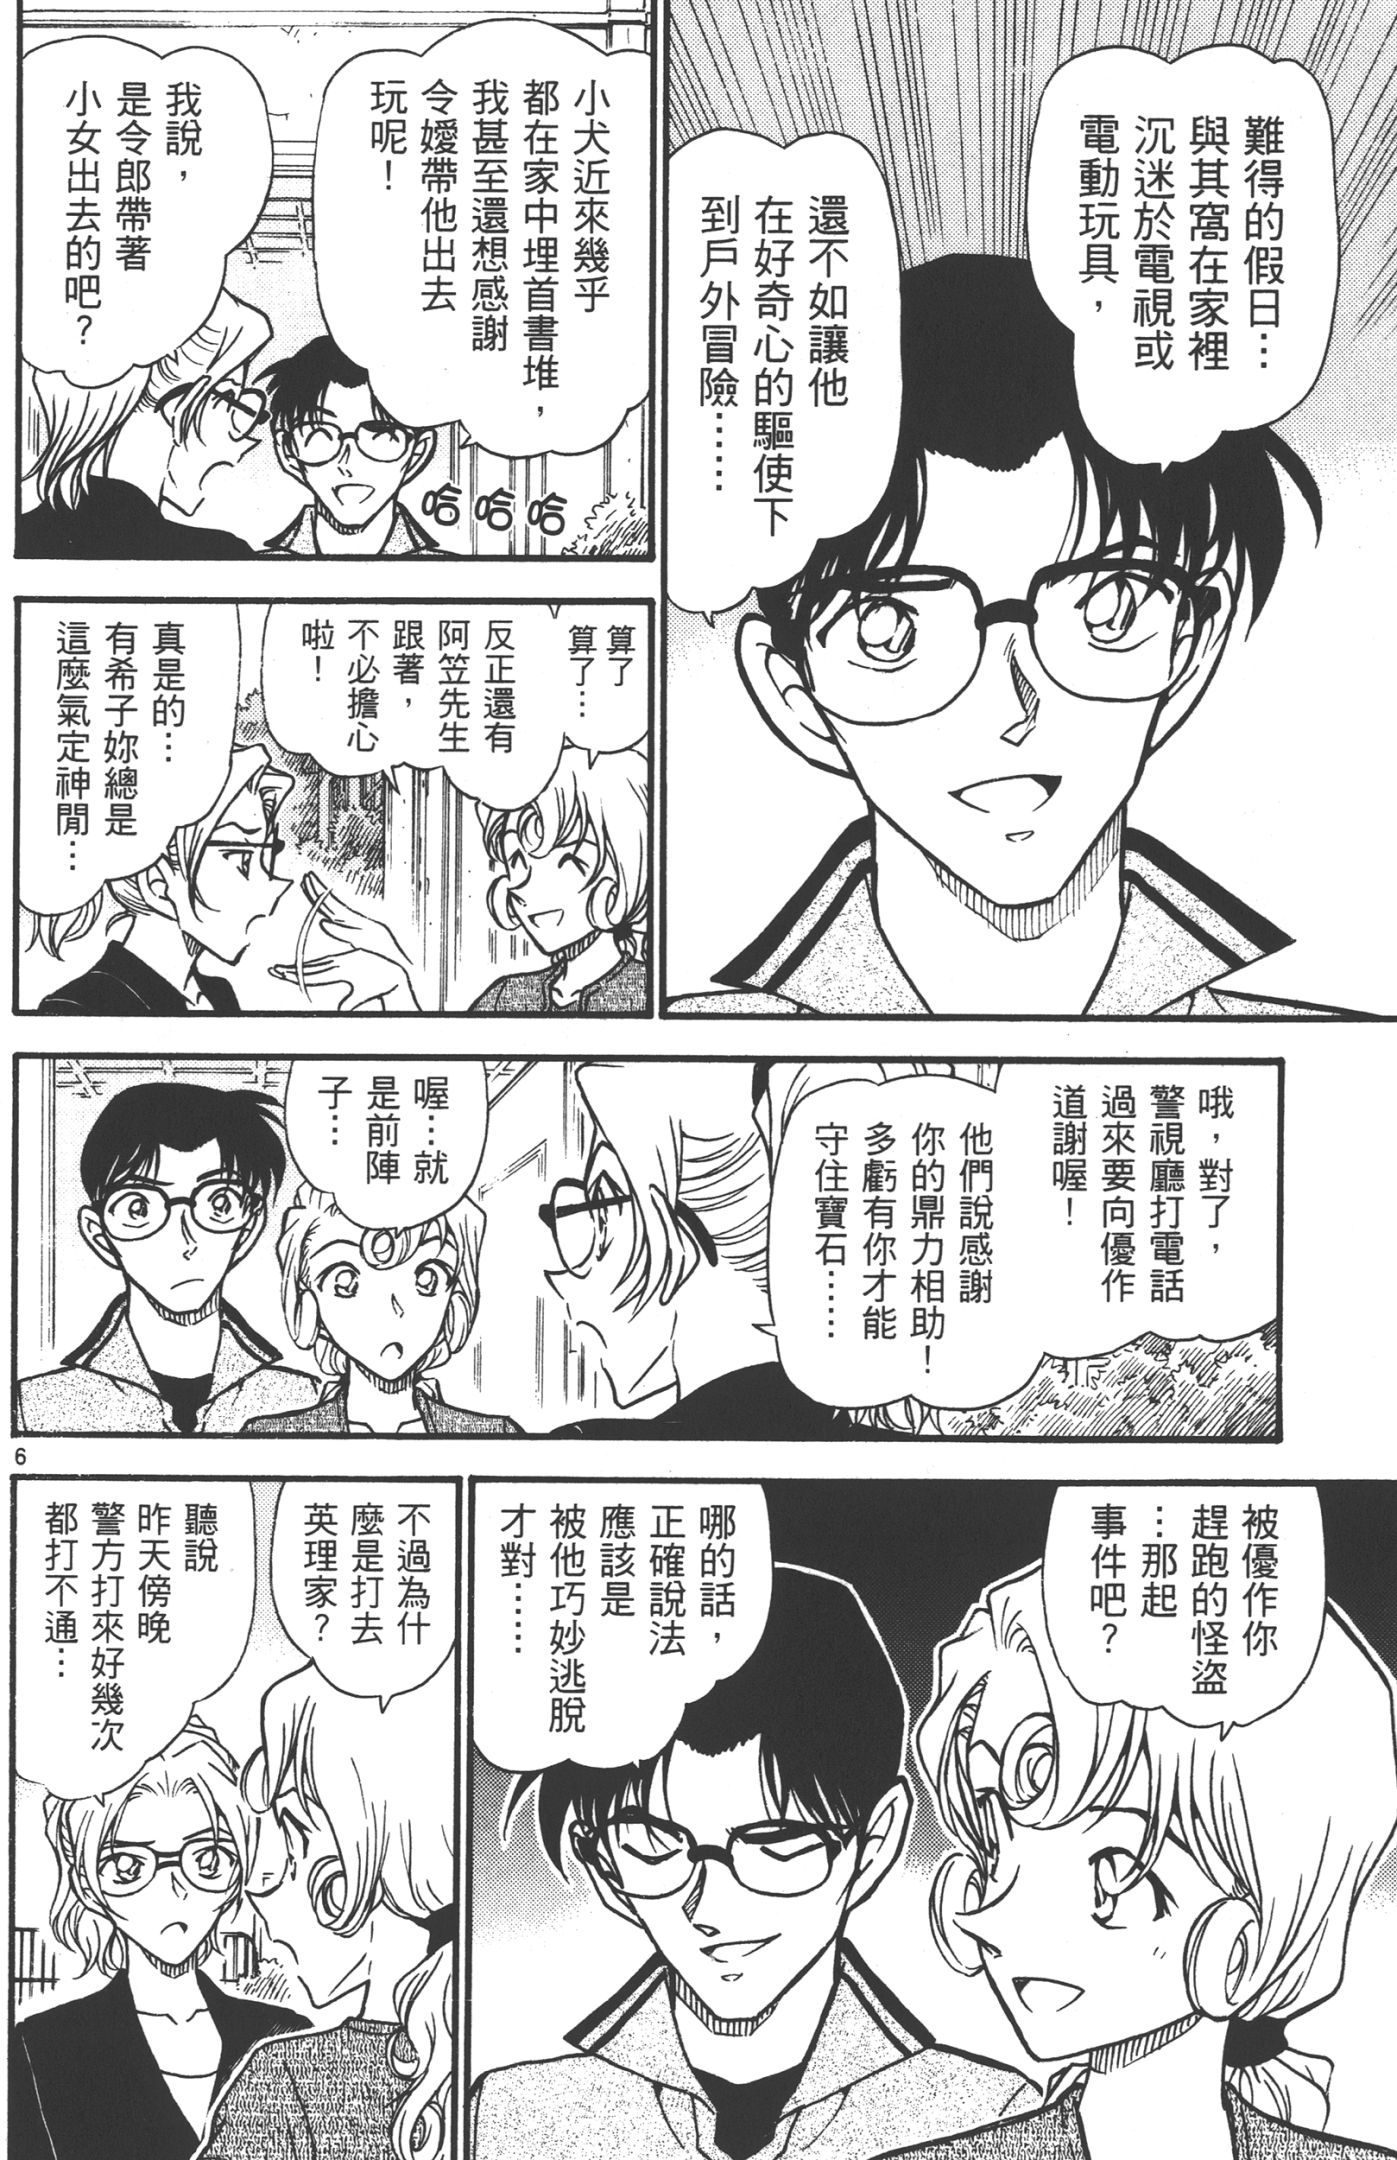 難得的假日…
與其窩在家裡
沉迷於電視或
電動玩具，
還不如讓他
在好奇心的驅使下
到戶外冒險……
小犬近來幾乎
都在家中埋首書堆，
我甚至還想感謝
令嬡帶他出去
玩呢！
哈哈哈
我說，
是令郎帶著
小女出去的吧？
算了
算了…
反正還有
阿笠先生
跟著，
不必擔心
啦！
真是的…
有希子妳總是
這麼氣定神閒…
哦，對了，
警視廳打電話
過來要向優作
道謝喔！
他們說感謝
你的鼎力相助！
多虧有你才能
守住寶石……
喔…就
是前陣
子…
被優作你
趕跑的怪盜
…那起
事件吧？
哪的話，
正確說法
應該是
被他巧妙逃脫
才對……
不過為什
麼是打去
英理家？
聽說
昨天傍晚
警方打來好幾次
都打不通…
6